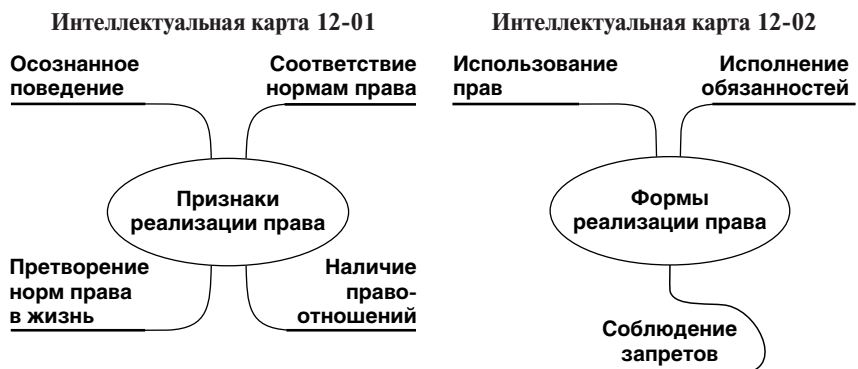 Интеллектуальная карта 12-01
Осознанное
поведение
Соответствие
нормам права
Признаки
реализации права
Претворение
норм права
в жизнь
Наличие
право-
отношений
Интеллектуальная карта 12-02
Использование
прав
Исполнение
обязанностей
Формы
реализации права
Соблюдение
запретов